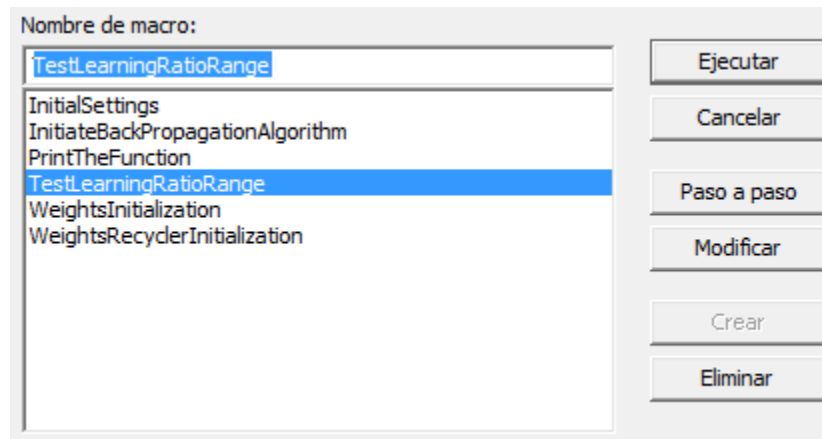 Nombre de macro:
TestLearningRatioRange
InitialSettings
InitiateBackPropagationAlgorithm
PrintTheFunction
TestLearningRatioRange
WeightsInitialization
WeightsRecyclerInitialization
Ejecutar
Cancelar
Paso a paso
Modificar
Crear
Eliminar